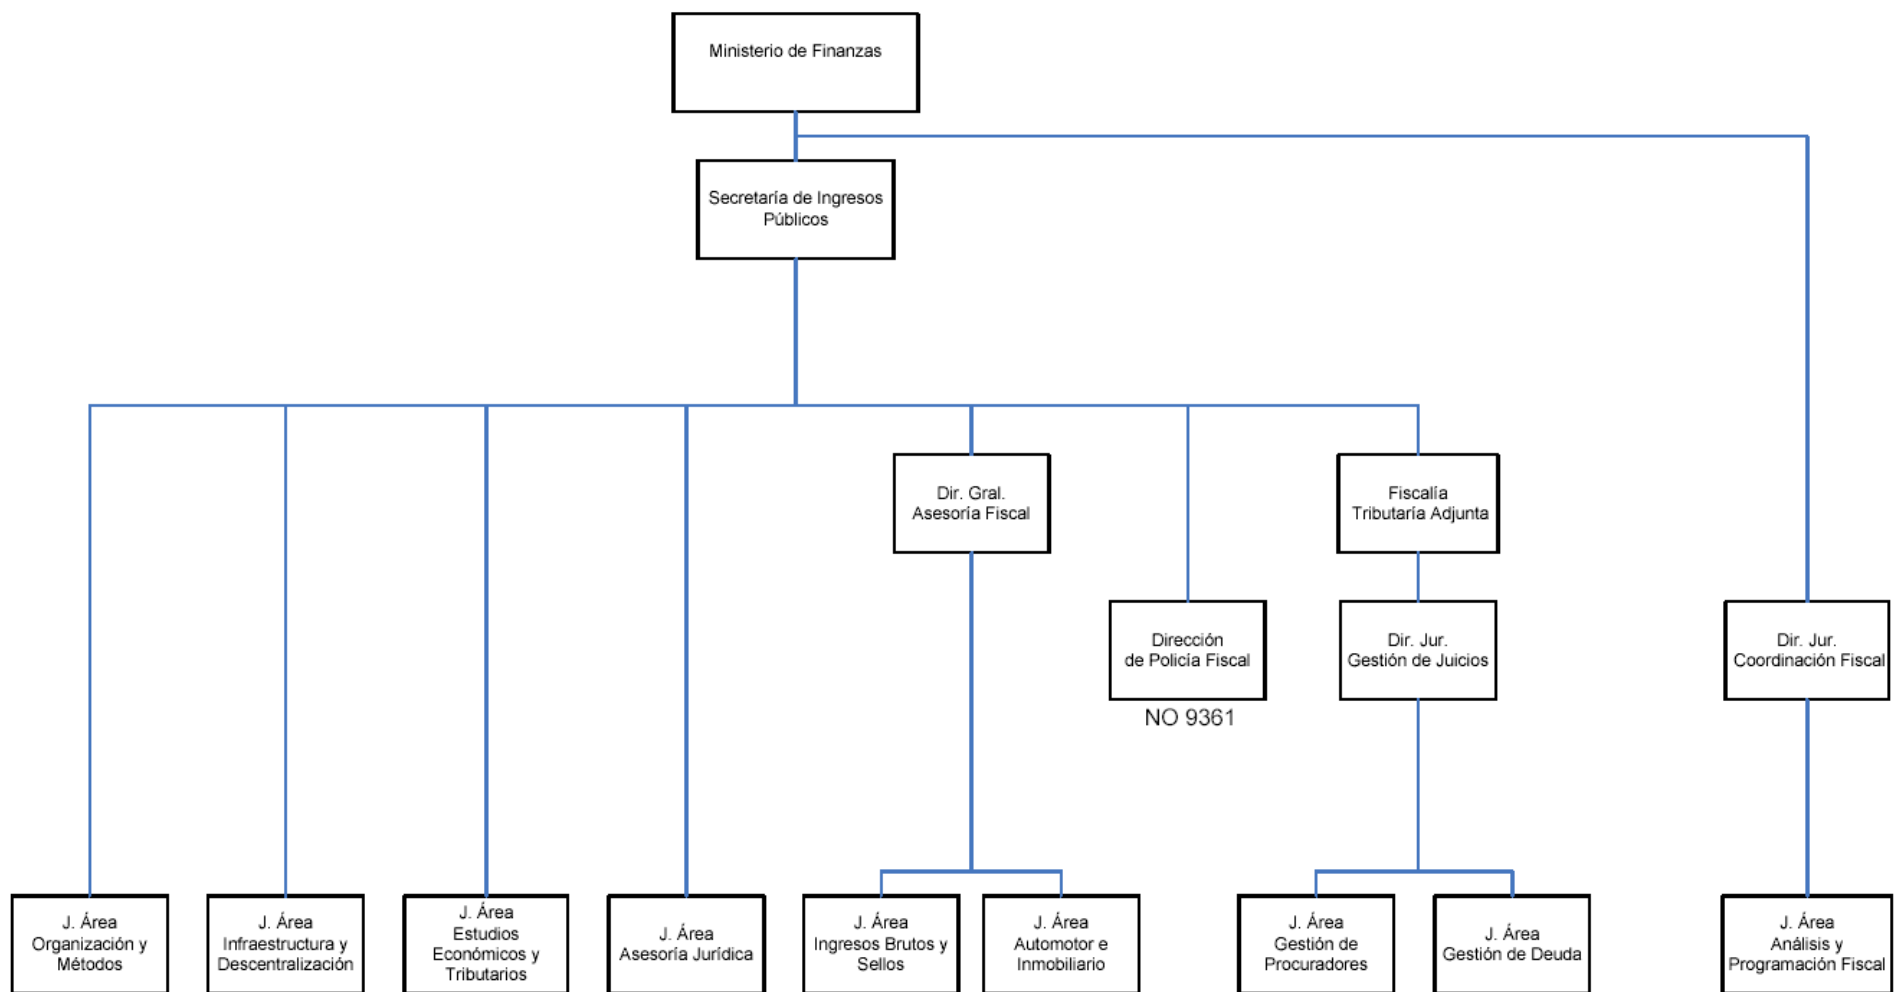 Ministerio de Finanzas
Secretaría de Ingresos
Públicos
Dir. Gral.
Asesoría Fiscal
Fiscalía
Tributaría Adjunta
Dirección
de Policía Fiscal
NO 9361
Dir. Jur.
Gestión de Juicios
Dir. Jur.
Coordinación Fiscal
J. Área
Organización y
Métodos
J. Área
Infraestructura y
Descentralización
J. Área
Estudios
Económicos y
Tributarios
J. Área
Asesoría Jurídica
J. Área
Ingresos Brutos y
Sellos
J. Área
Automotor e
Inmobiliario
J. Área
Gestión de
Procuradores
J. Área
Gestión de Deuda
J. Área
Análisis y
Programación Fiscal